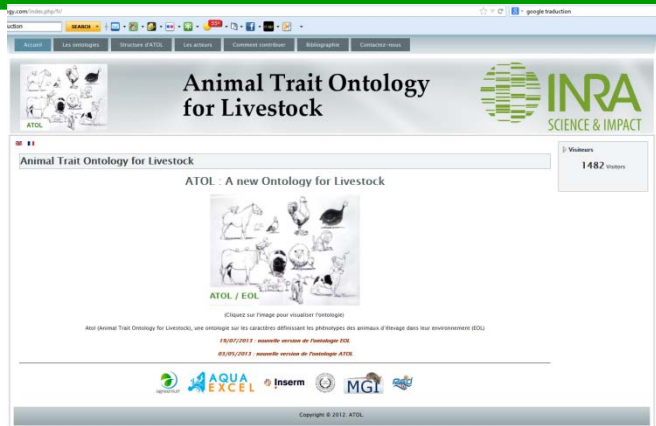 gy.com/index.php/fr/
google traduction
uction
SEARCH
Accueil Les ontologies Structure d'ATOL Les acteurs Comment contribuer Bibliographie Contactez-nous
ATOL
Animal Trait Ontology
for Livestock
INRA
SCIENCE & IMPACT
Animal Trait Ontology for Livestock
Visiteurs
1482 Visitors
ATOL : A new Ontology for Livestock
ATOL / EOL
(Cliquez sur l'image pour visualiser l'ontologie)
Atol (Animal Trait Ontology for Livestock), une ontologie sur les caractères définissant les phénotypes des animaux d'élevage dans leur environnement (EOL)
19/07/2013 : nouvelle version de l'ontologie EOL
03/05/2013 : nouvelle version de l'ontologie ATOL
AQUA
EXCEL
Inserm
MGI
Copyright © 2012. ATOL.